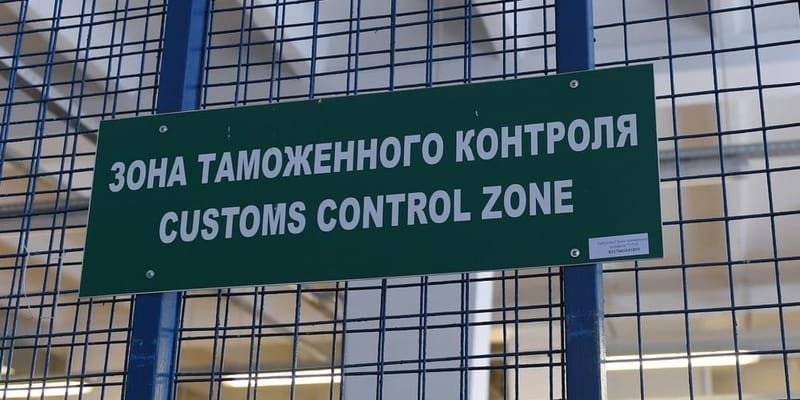 ЗОНА ТАМОЖЕННОГО КОНТРОЛЯ
CUSTOMS CONTROL ZONE